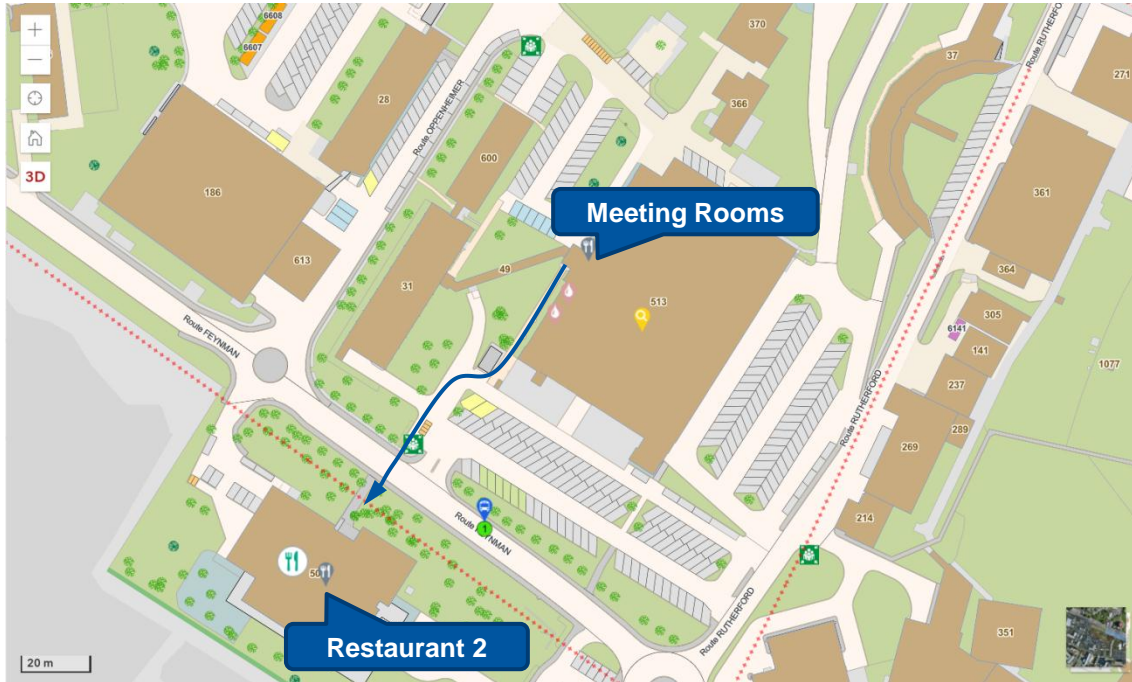 6608
6607
370
37
271
3D
28
Route OPPENHEIMER
600
366
Route RUTHERFORD
186
Meeting Rooms
361
613
31
49
513
364
305
6141
141
1077
237
Route FEYNMAN
Route RUTHERFORD
289
269
214
1
Route FEYNMAN
Route RUTHERFORD
351
Restaurant 2
20 m